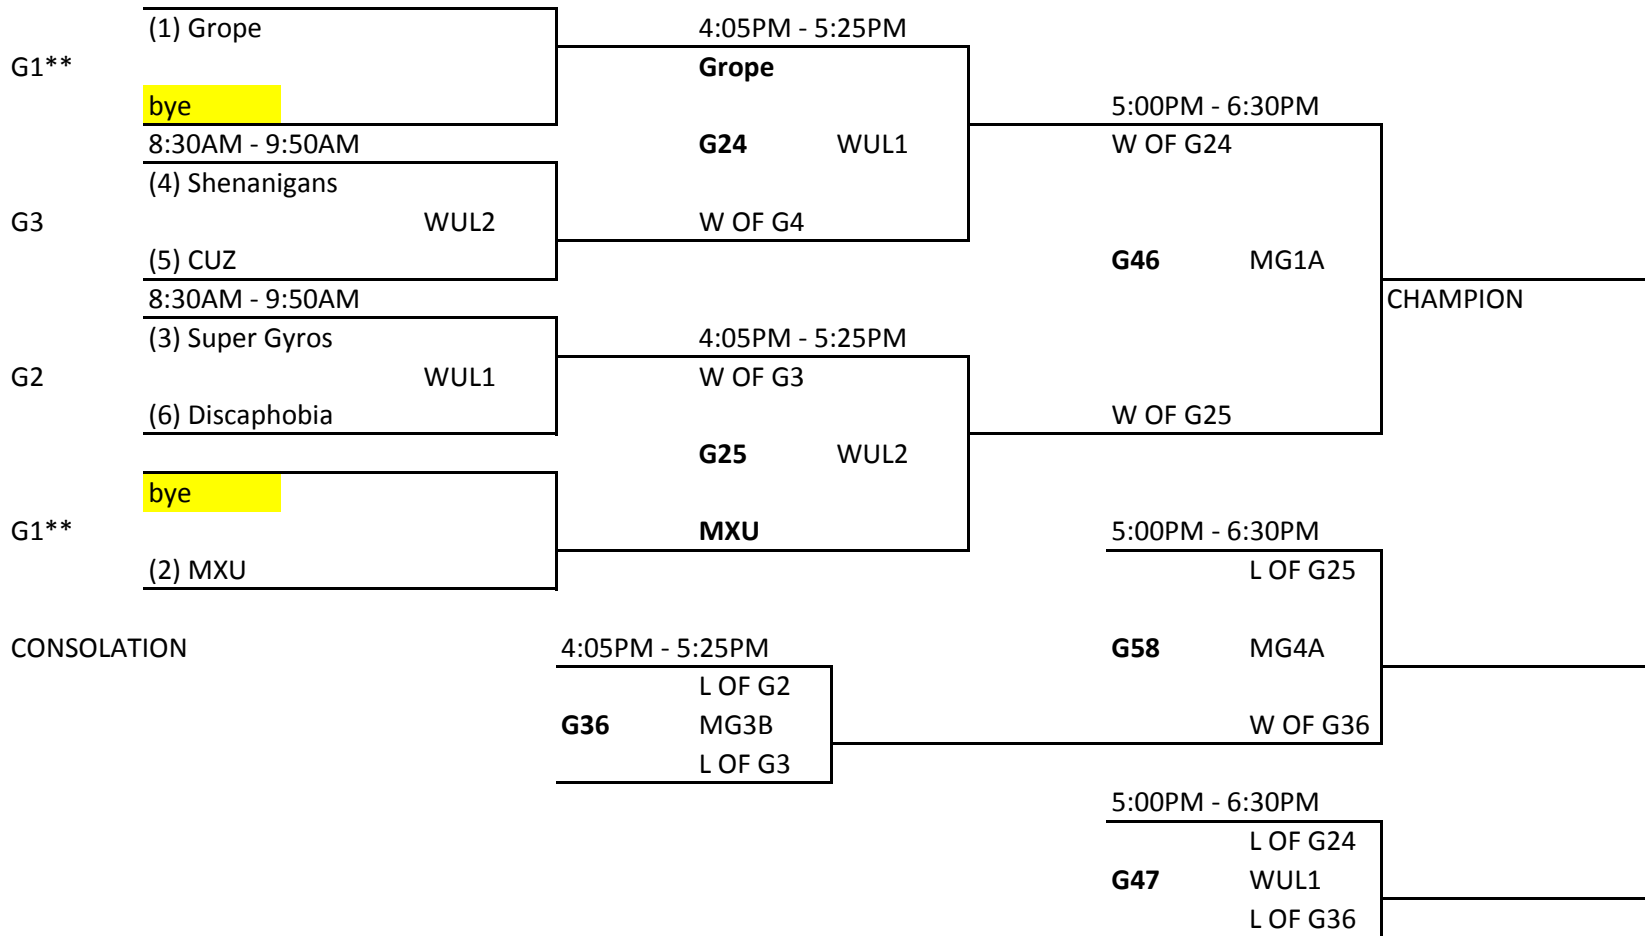 (1) Grope 4:05PM - 5:25PM
G1** Grope
bye 5:00PM - 6:30PM
8:30AM - 9:50AM G24 WUL1 W OF G24
(4) Shenanigans
G3 WUL2 W OF G4
(5) CUZ G46 MG1A
8:30AM - 9:50AM CHAMPION
(3) Super Gyros 4:05PM - 5:25PM
G2 WUL1 W OF G3
(6) Discaphobia W OF G25
G25 WUL2
bye
G1** MXU 5:00PM - 6:30PM
(2) MXU L OF G25
CONSOLATION 4:05PM - 5:25PM G58 MG4A
L OF G2
G36 MG3B W OF G36
L OF G3
5:00PM - 6:30PM
L OF G24
G47 WUL1
L OF G36